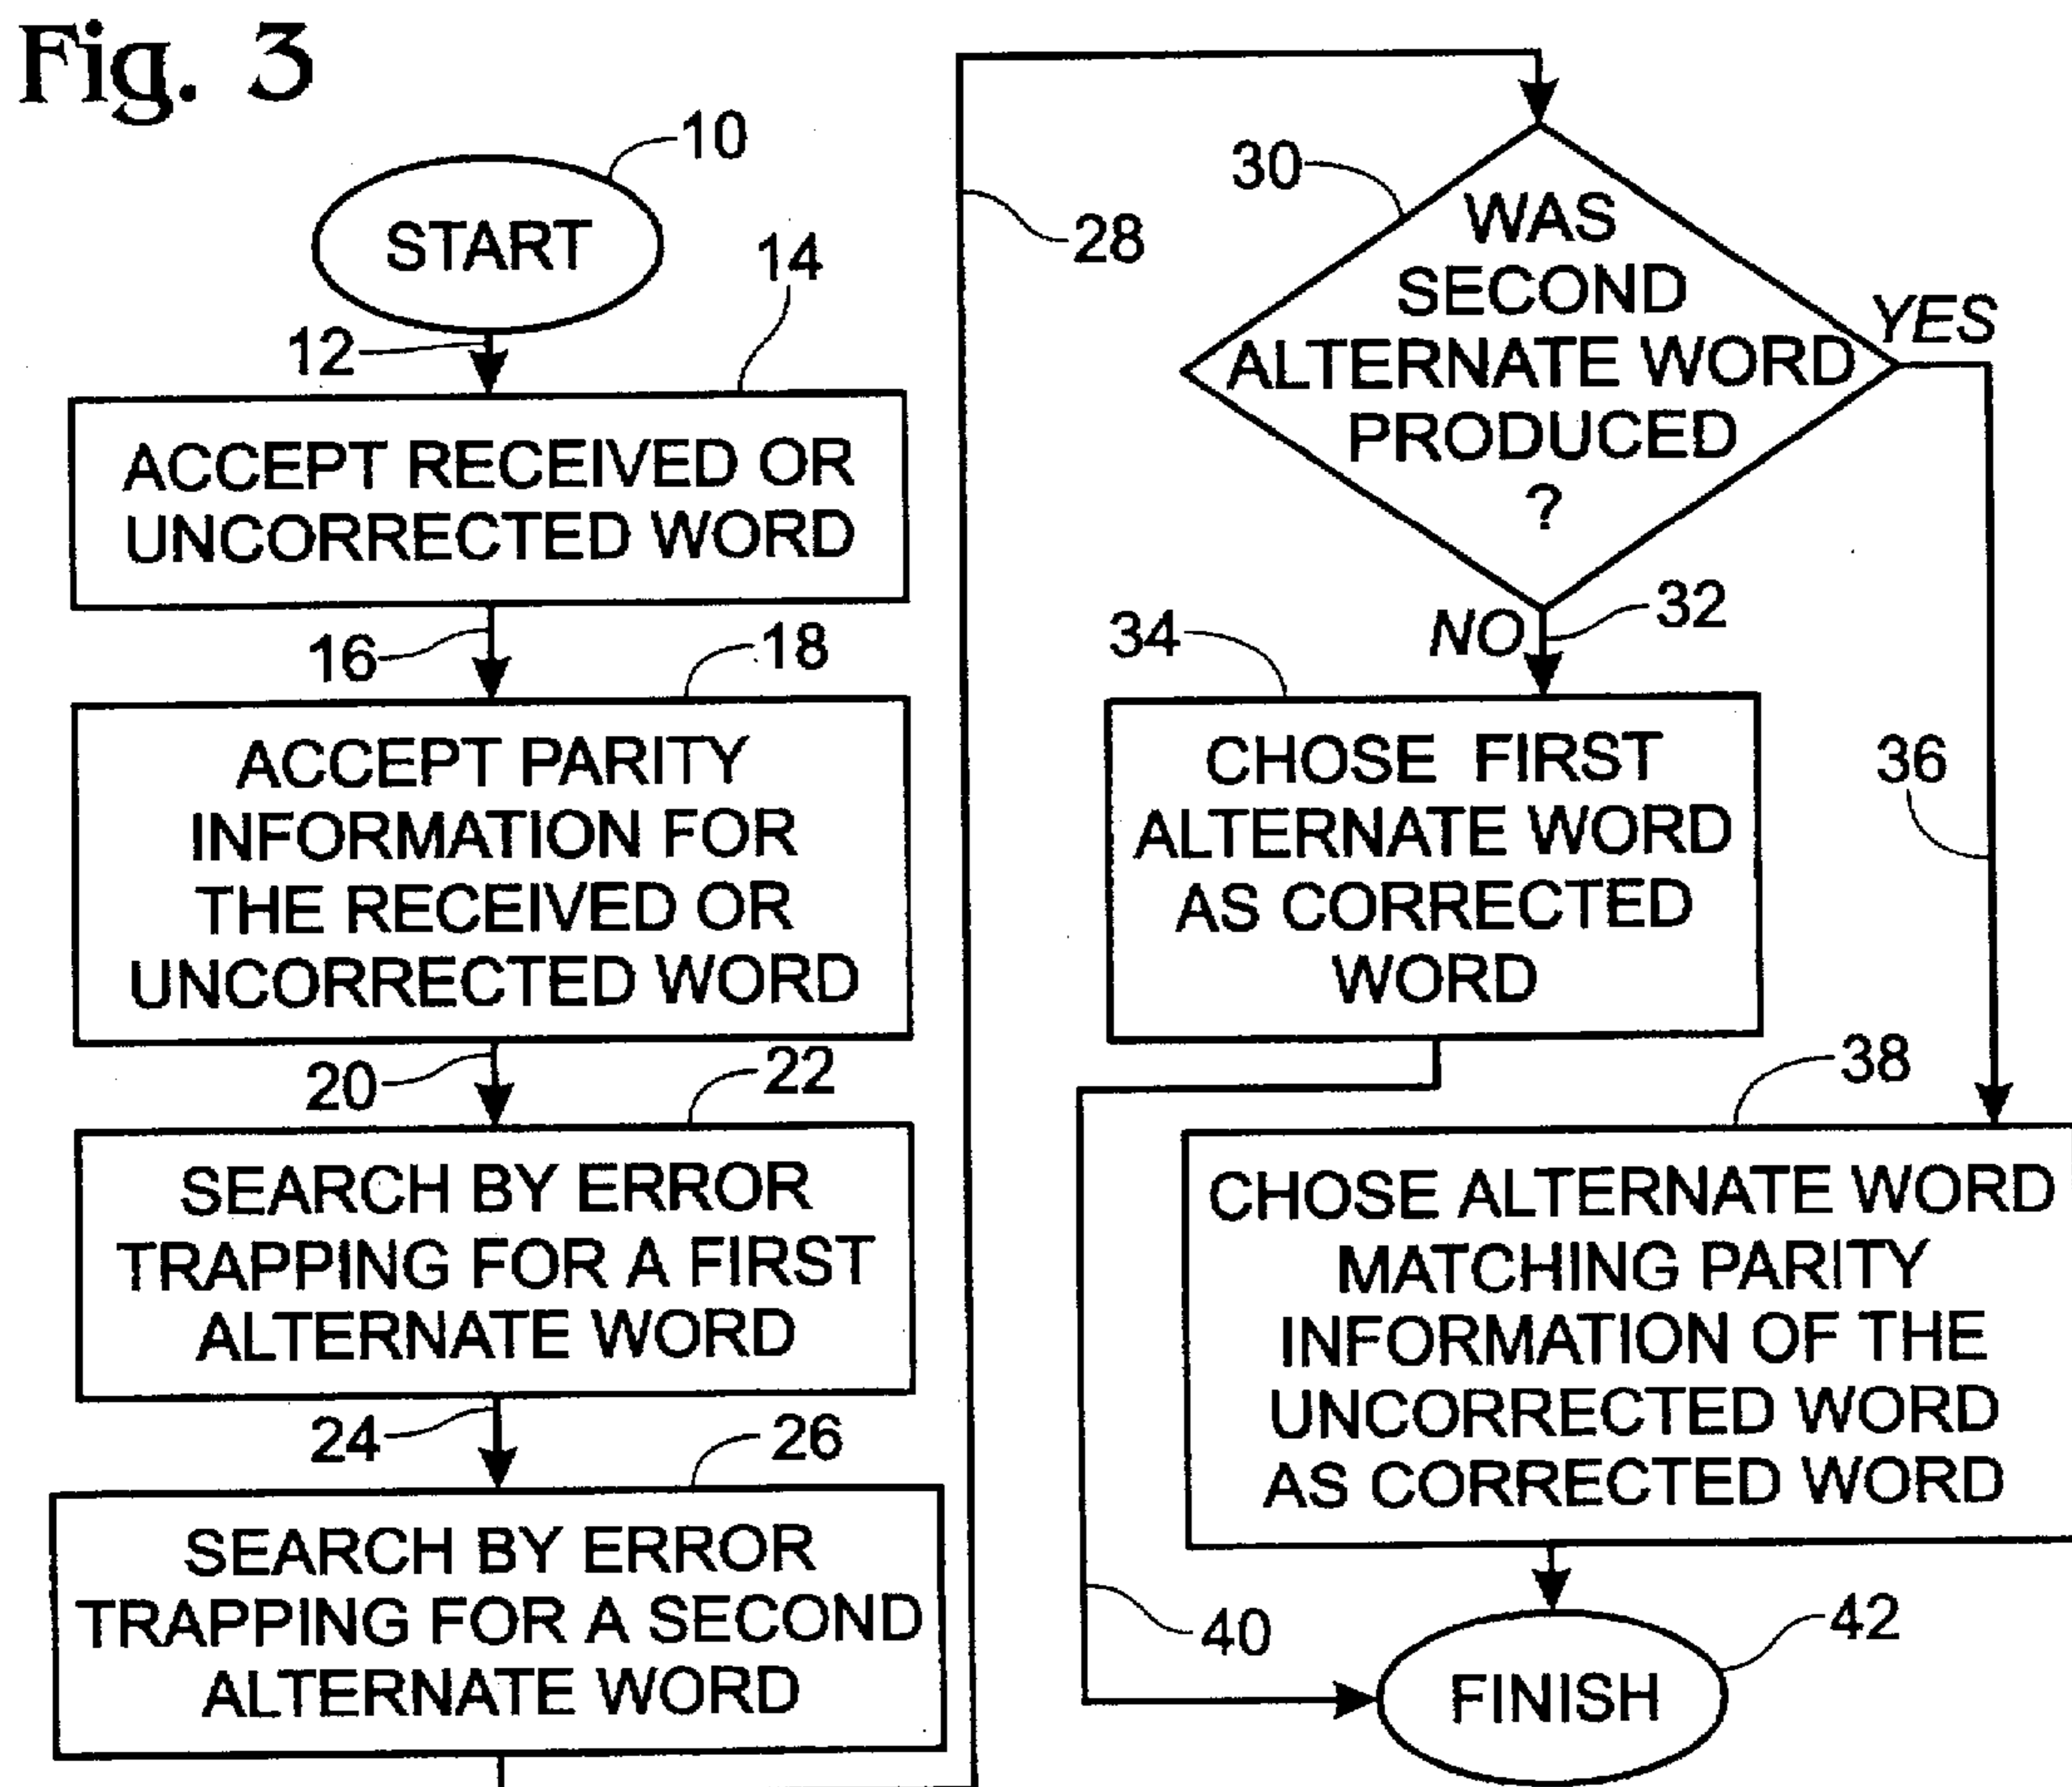 Fig. 3
10
START
12
14
ACCEPT RECEIVED OR
UNCORRECTED WORD
16
18
ACCEPT PARITY
INFORMATION FOR
THE RECEIVED OR
UNCORRECTED WORD
20
22
SEARCH BY ERROR
TRAPPING FOR A FIRST
ALTERNATE WORD
24
26
SEARCH BY ERROR
TRAPPING FOR A SECOND
ALTERNATE WORD
28
30
WAS
SECOND
ALTERNATE WORD
PRODUCED
?
YES
NO
32
34
CHOSE FIRST
ALTERNATE WORD
AS CORRECTED
WORD
36
38
CHOSE ALTERNATE WORD
MATCHING PARITY
INFORMATION OF THE
UNCORRECTED WORD
AS CORRECTED WORD
40
42
FINISH